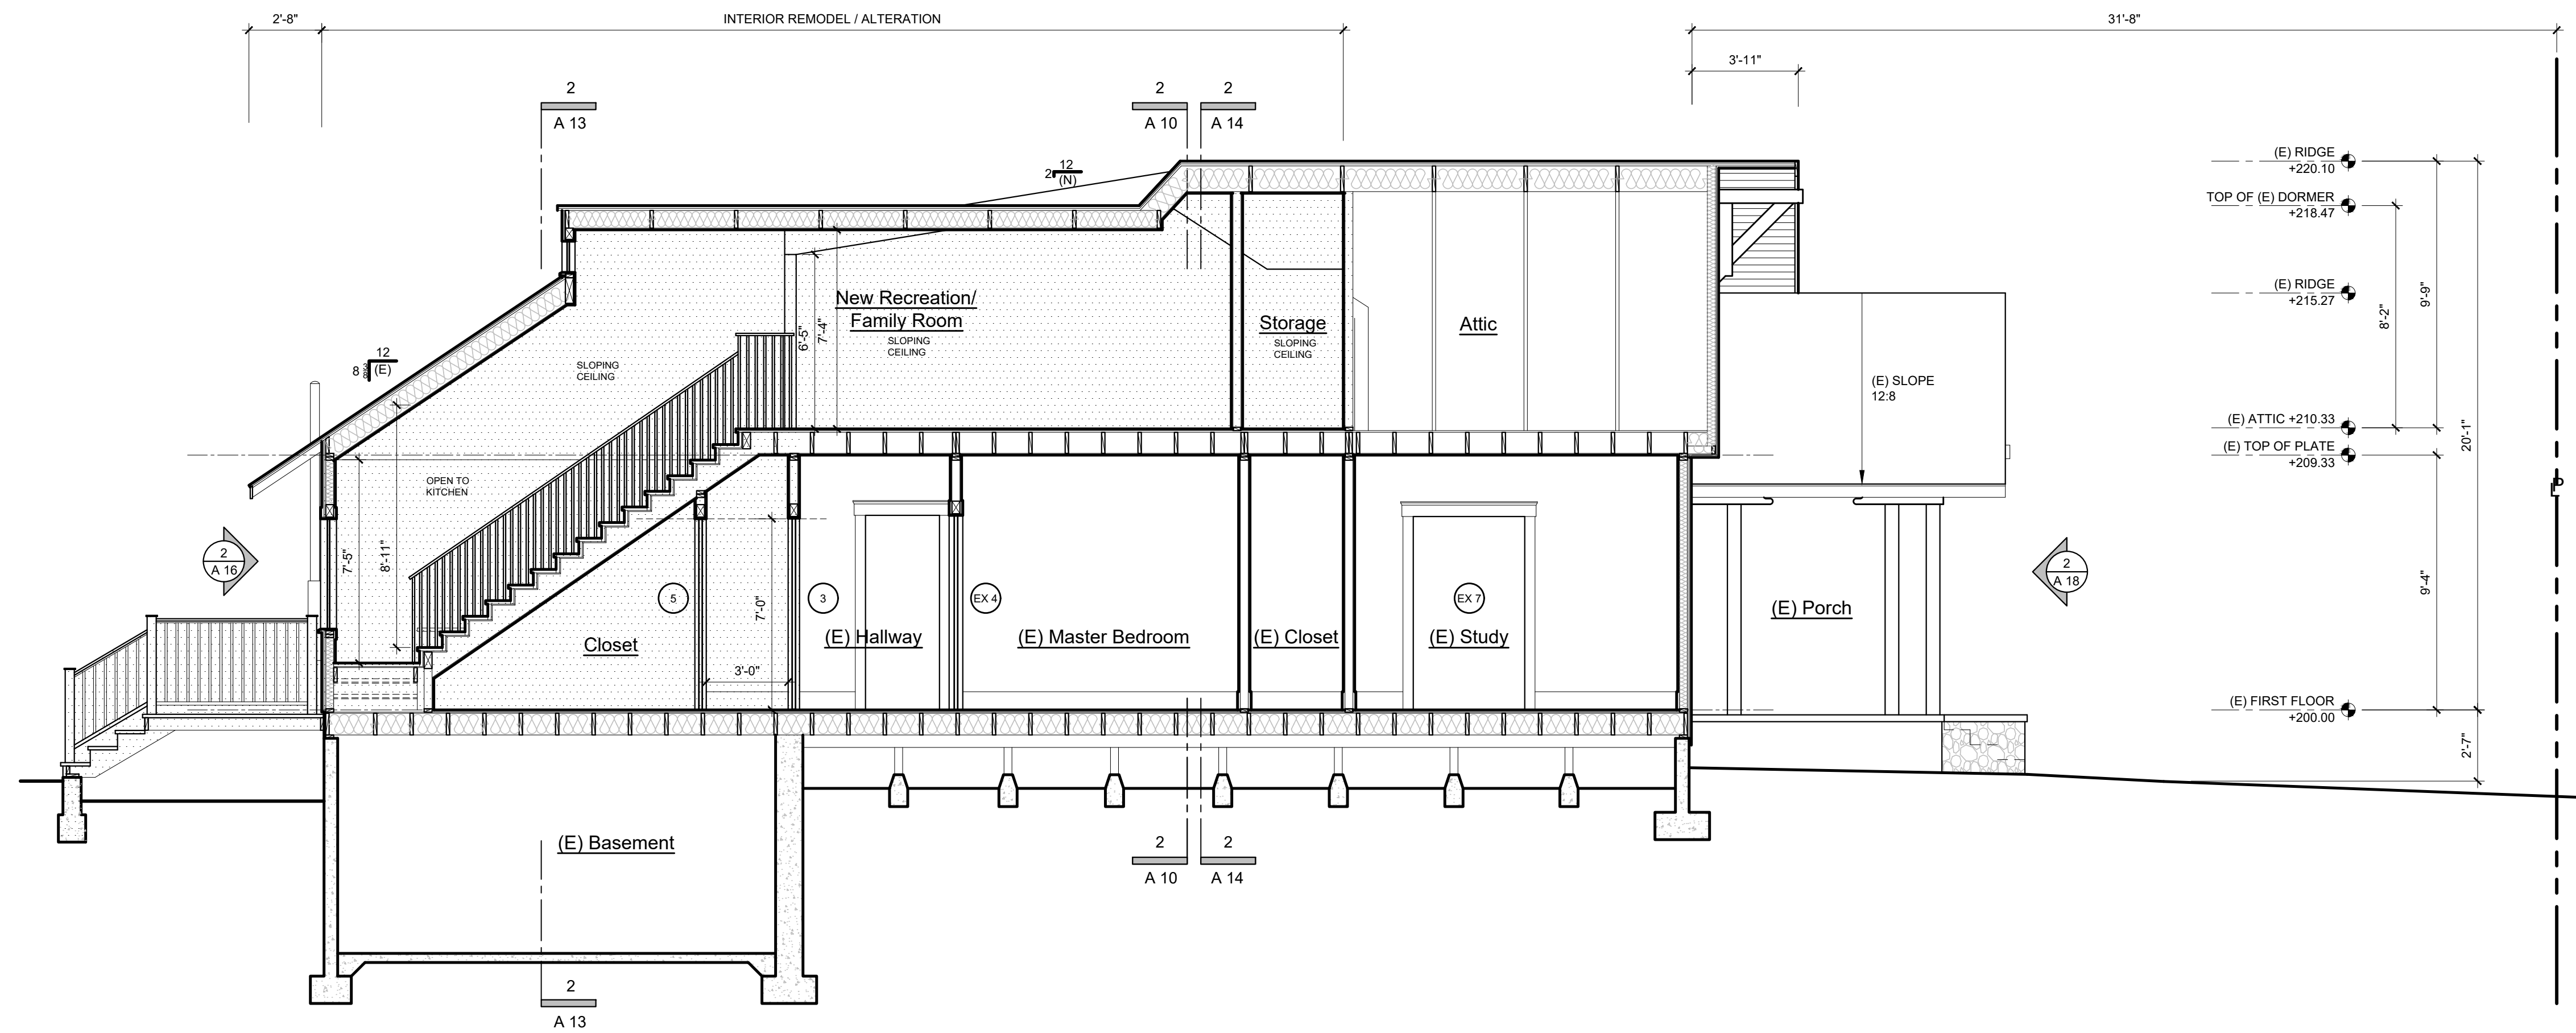 2'-8"
INTERIOR REMODEL / ALTERATION
31'-8"
3'-11"
2
A 13
2
A 10
2
A 14
12
2
(N)
(E) RIDGE
+220.10
TOP OF (E) DORMER
+218.47
(E) RIDGE
+215.27
8'-2"
9'-9"
New Recreation/
Family Room
SLOPING
CEILING
6'-5"
7'-4"
Storage
SLOPING
CEILING
Attic
12
8
(E)
SLOPING
CEILING
(E) SLOPE
12:8
(E) ATTIC +210.33
(E) TOP OF PLATE
+209.33
20'-1"
OPEN TO
KITCHEN
7'-5"
8'-11"
2
A 16
5
7'-0"
3
EX 4
EX 7
2
A 18
9'-4"
Closet
3'-0"
(E) Hallway
(E) Master Bedroom
(E) Closet
(E) Study
(E) Porch
(E) FIRST FLOOR
+200.00
2'-7"
(E) Basement
2
A 10
2
A 14
2
A 13